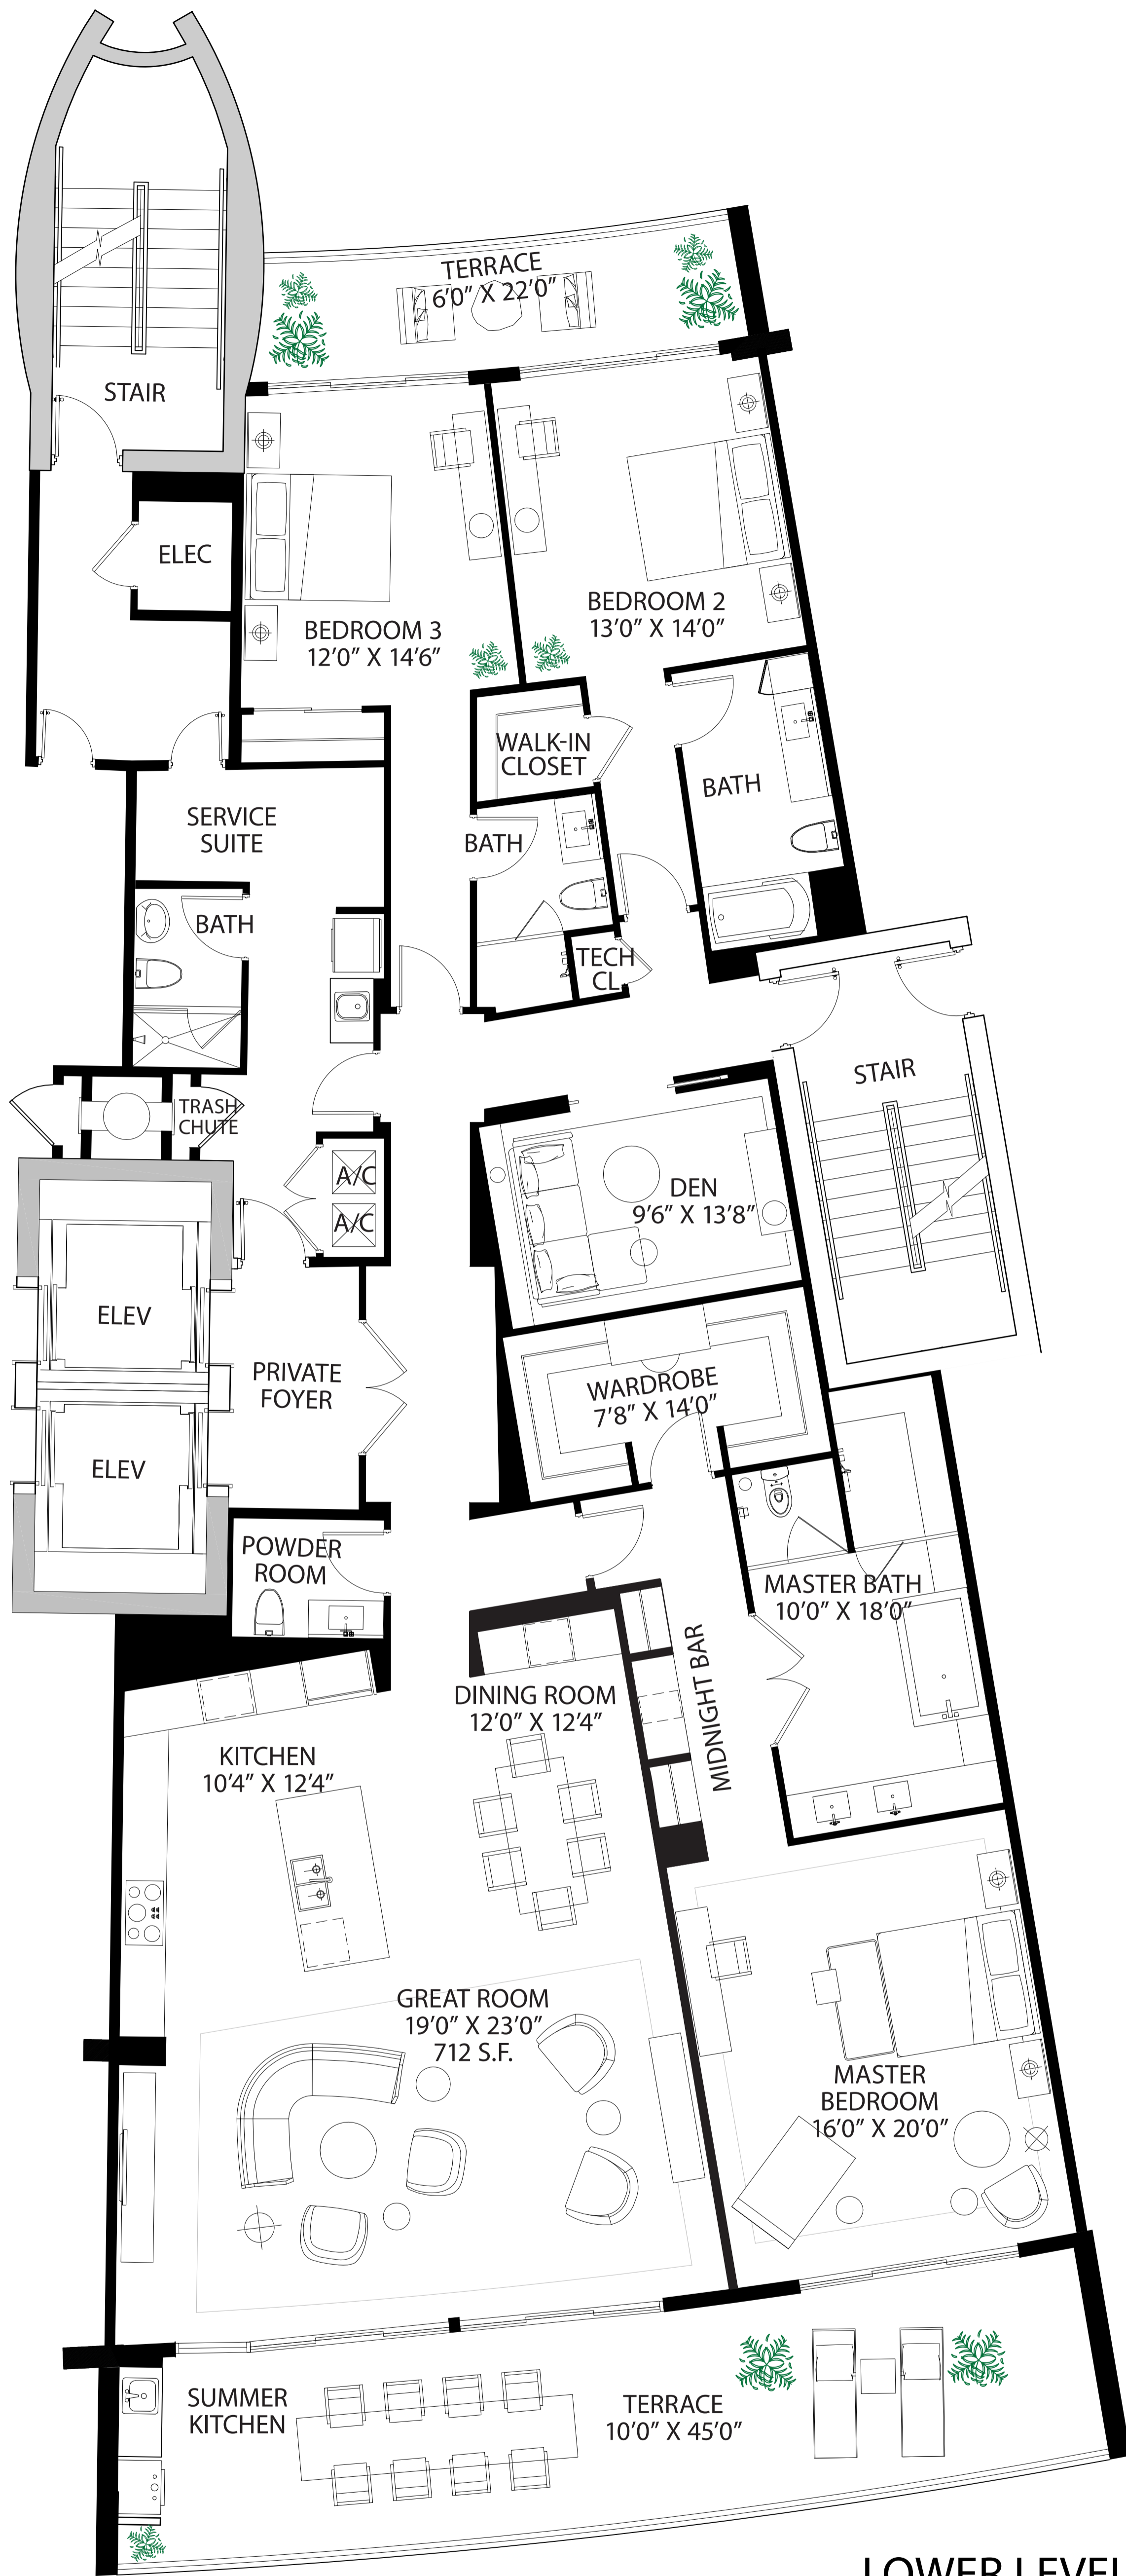 TERRACE
6'0" X 22'0"
STAIR
ELEC
BEDROOM 2
13'0" X 14'0"
BEDROOM 3
12'0" X 14'6"
WALK-IN
CLOSET
BATH
SERVICE
SUITE
BATH
BATH
TECH
CL.
STAIR
TRASH
CHUTE
A/C
A/C
DEN
9'6" X 13'8"
ELEV
PRIVATE
FOYER
WARDROBE
7'8" X 14'0"
ELEV
POWDER
ROOM
MASTER BATH
10'0" X 18'0"
MIDNIGHT BAR
DINING ROOM
12'0" X 12'4"
KITCHEN
10'4" X 12'4"
GREAT ROOM
19'0" X 23'0"
712 S.F.
MASTER
BEDROOM
16'0" X 20'0"
SUMMER
KITCHEN
TERRACE
10'0" X 45'0"
LOWER LEVEL